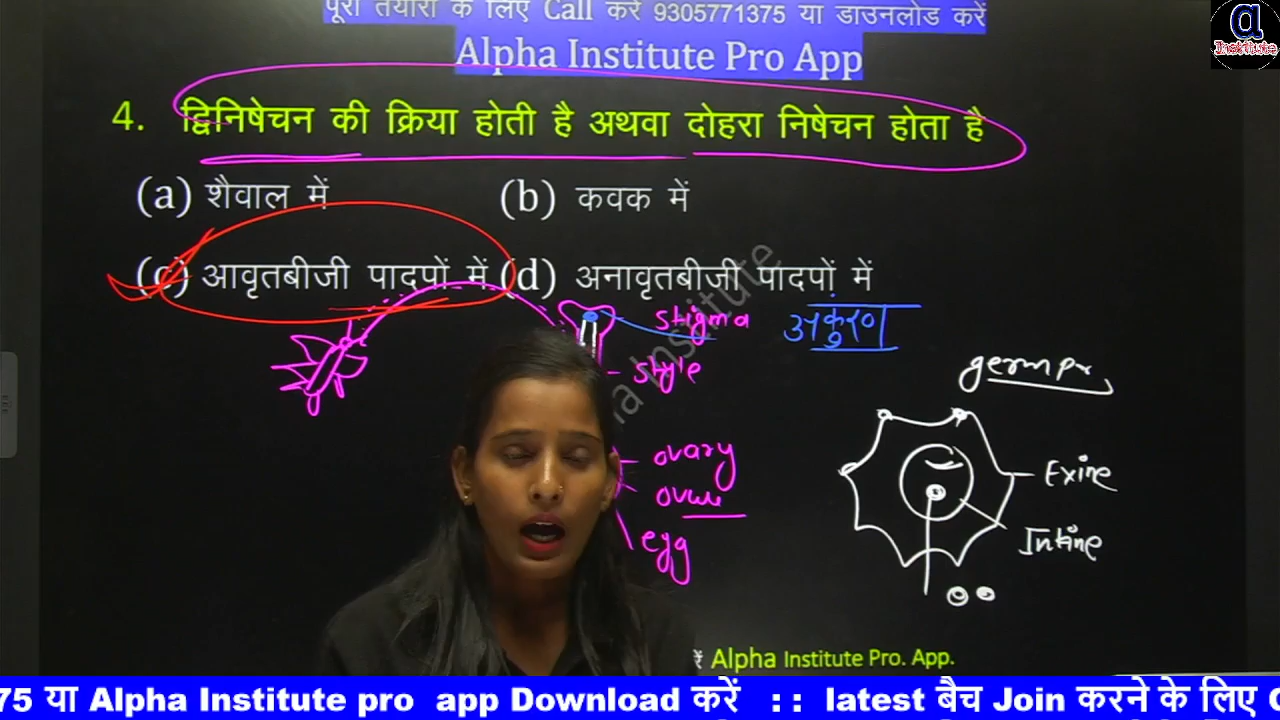 पूरी तैयारी के लिए Call करें 9305771375 या डाउनलोड करें
Alpha Institute Pro App
α
Institute
4. द्विनिषेचन की क्रिया होती है अथवा दोहरा निषेचन होता है
(a) शैवाल में (b) कवक में
(c) आवृतबीजी पादपों में (d) अनावृतबीजी पादपों में
stigma अंकुरण
style
germ
ovary
Exine
Intine
egg
Alpha Institute Pro. App.
75 या Alpha Institute pro app Download करें :: latest बैच Join करने के लिए